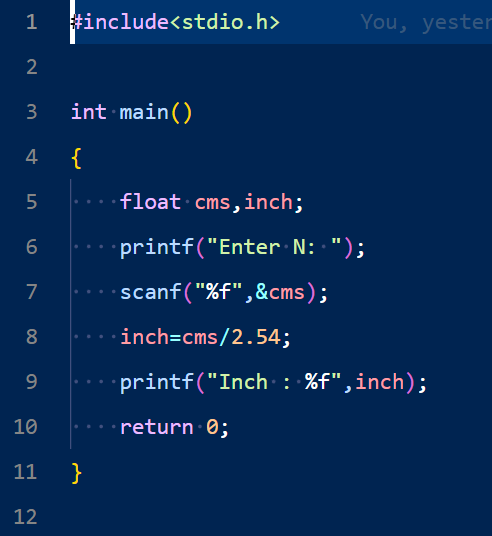 1 #include<stdio.h> You, yester
2
3 int main()
4 {
5 float cms,inch;
6 printf("Enter N: ");
7 scanf("%f",&cms);
8 inch=cms/2.54;
9 printf("Inch : %f",inch);
10 return 0;
11 }
12